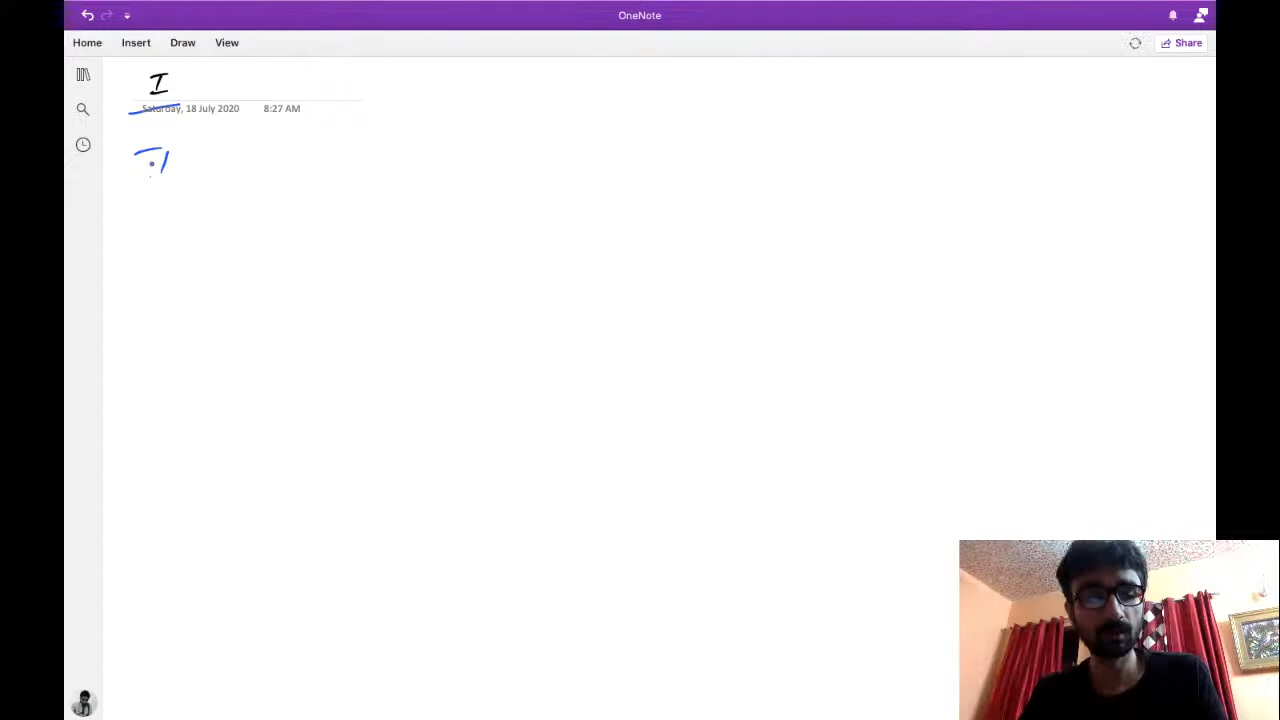 OneNote
Home Insert Draw View Share
I
Saturday, 18 July 2020 8:27 AM